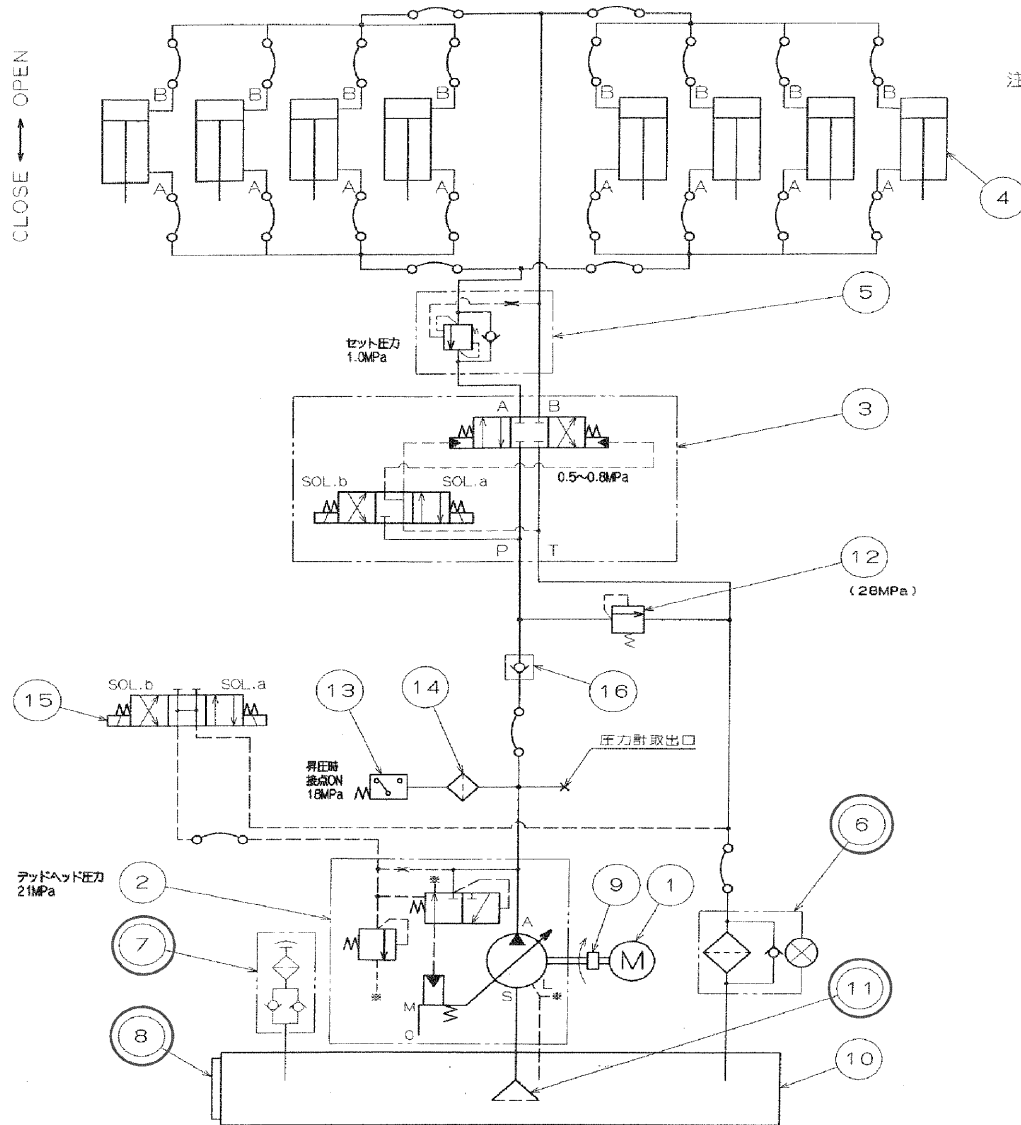 CLOSE ↔ OPEN
注
B
B
B
B
B
B
B
B
A
A
A
A
A
A
A
A
4
5
セット圧力
1.0MPa
A
B
3
0.5~0.8MPa
SOL.b
SOL.a
P
T
12
(28MPa)
16
SOL.b
SOL.a
15
13
14
圧力計取出口
昇圧時
接点ON
18MPa
6
デッドヘッド圧力
21MPa
2
9
1
7
※
A
M
※
L
※
S
M
O
11
8
10